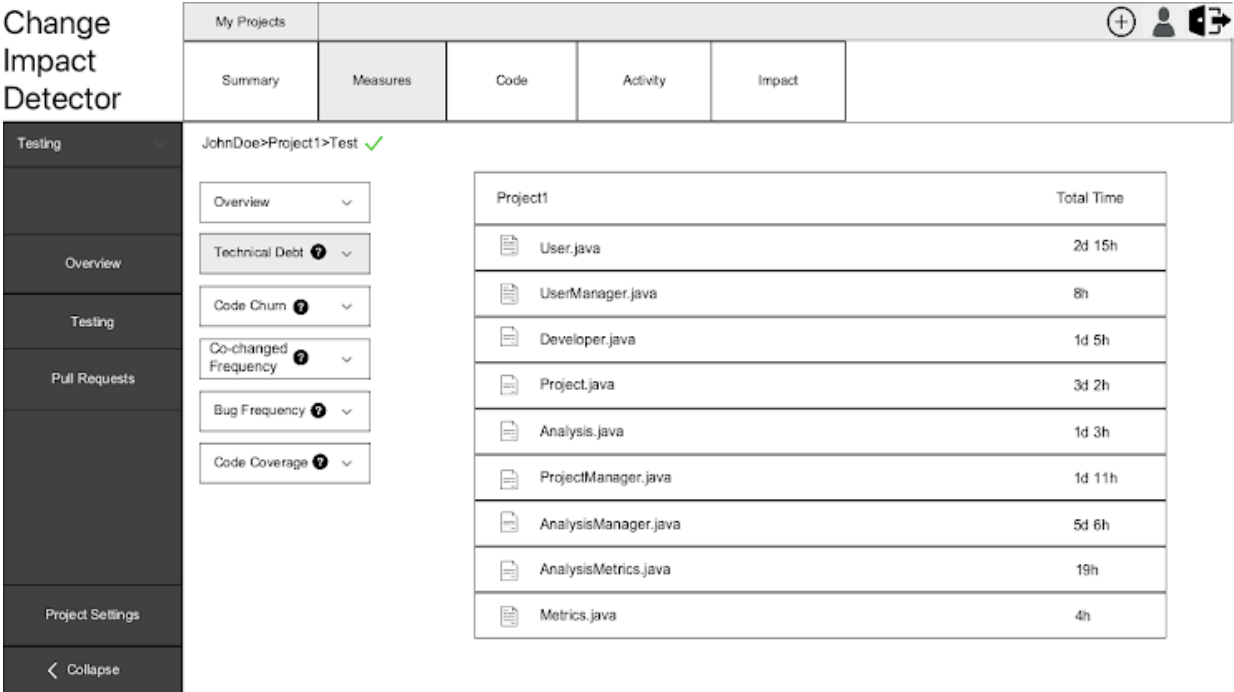 Change
Impact
Detector
My Projects
Summary
Measures
Code
Activity
Impact
Testing
Overview
Testing
Pull Requests
Project Settings
Collapse
JohnDoe>Project1>Test
Overview
Technical Debt ?
Code Churn ?
Co-changed
Frequency ?
Bug Frequency ?
Code Coverage ?
Project1 Total Time
User.java 2d 15h
UserManager.java 8h
Developer.java 1d 5h
Project.java 3d 2h
Analysis.java 1d 3h
ProjectManager.java 1d 11h
AnalysisManager.java 5d 6h
AnalysisMetrics.java 19h
Metrics.java 4h